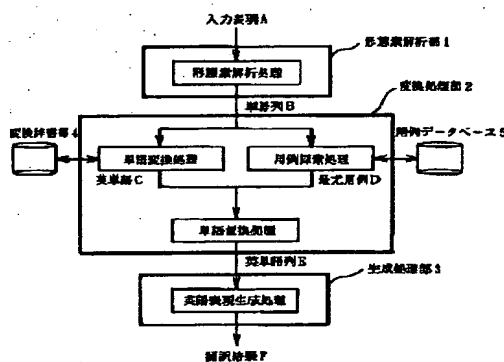 入力表現A
形態素解析部1
形態素解析処理
単語列B
変換処理部2
変換辞書部4
用例データベース5
単語変換処理
用例探索処理
英単語C
最尤用例D
単語置換処理
英単語列E
生成処理部3
英語表現生成処理
翻訳結果F